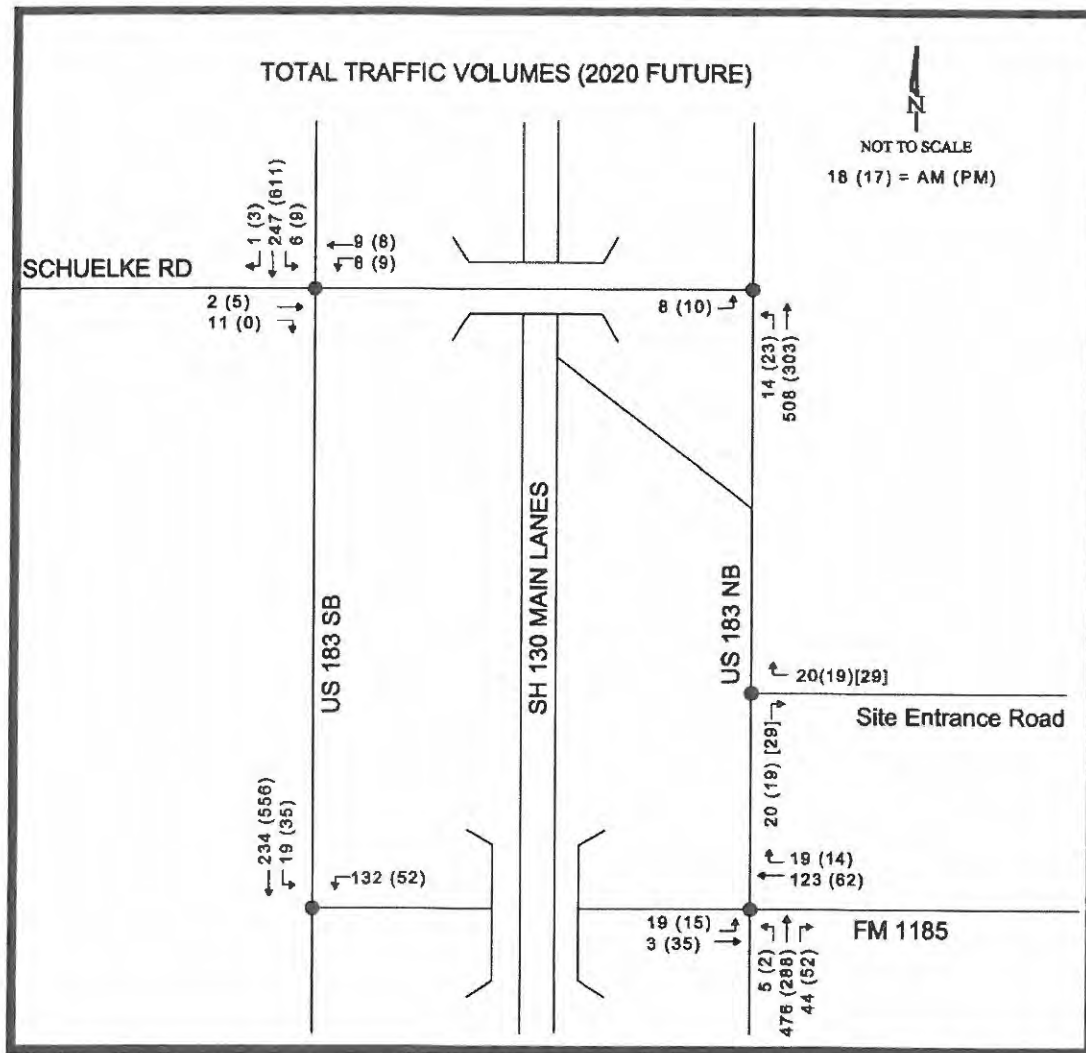 TOTAL TRAFFIC VOLUMES (2020 FUTURE)
N
NOT TO SCALE
18 (17) = AM (PM)
1 (3)
247 (611)
6 (9)
9 (8)
8 (9)
SCHUELKE RD
2 (5)
11 (0)
8 (10)
14 (23)
508 (303)
US 183 SB
SH 130 MAIN LANES
US 183 NB
20(19)[29]
Site Entrance Road
20 (19) [29]
234 (556)
19 (35)
132 (52)
19 (14)
123 (62)
19 (15)
3 (35)
FM 1185
5 (2)
476 (288)
44 (52)